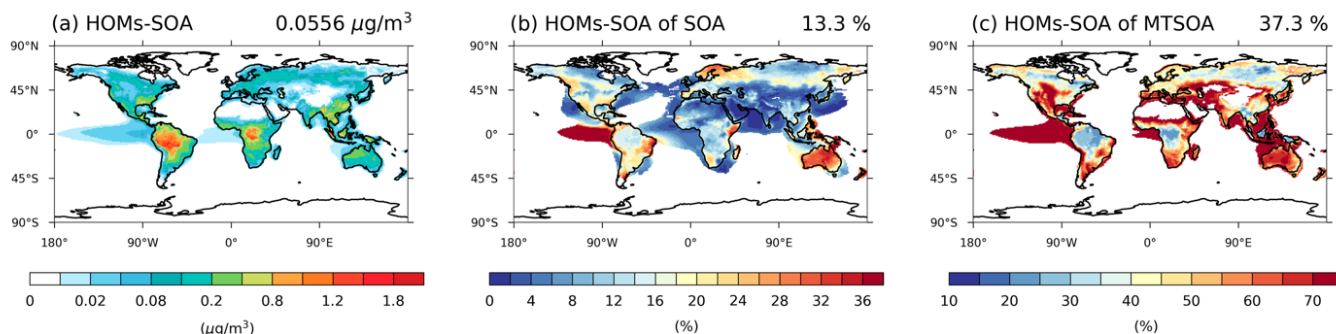 (a) HOMs-SOA 0.0556 µg/m³
90°N
45°N
0°
45°S
90°S
180° 90°W 0° 90°E
0 0.02 0.08 0.2 0.8 1.2 1.8
(µg/m³)
(b) HOMs-SOA of SOA 13.3 %
90°N
45°N
0°
45°S
90°S
180° 90°W 0° 90°E
0 4 8 12 16 20 24 28 32 36
(%)
(c) HOMs-SOA of MTSOA 37.3 %
90°N
45°N
0°
45°S
90°S
180° 90°W 0° 90°E
10 20 30 40 50 60 70
(%)